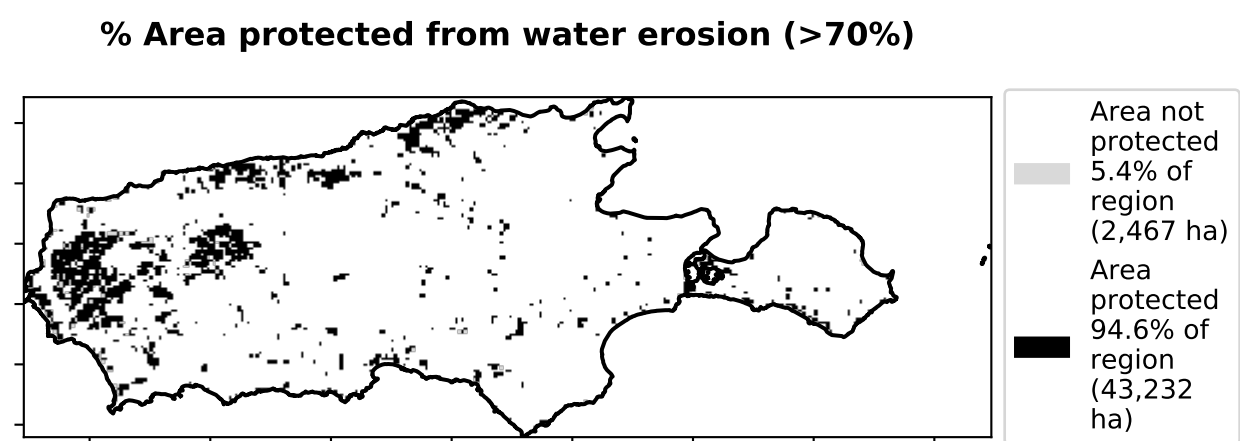 % Area protected from water erosion (>70%)
Area not
protected
5.4% of
region
(2,467 ha)
Area
protected
94.6% of
region
(43,232
ha)